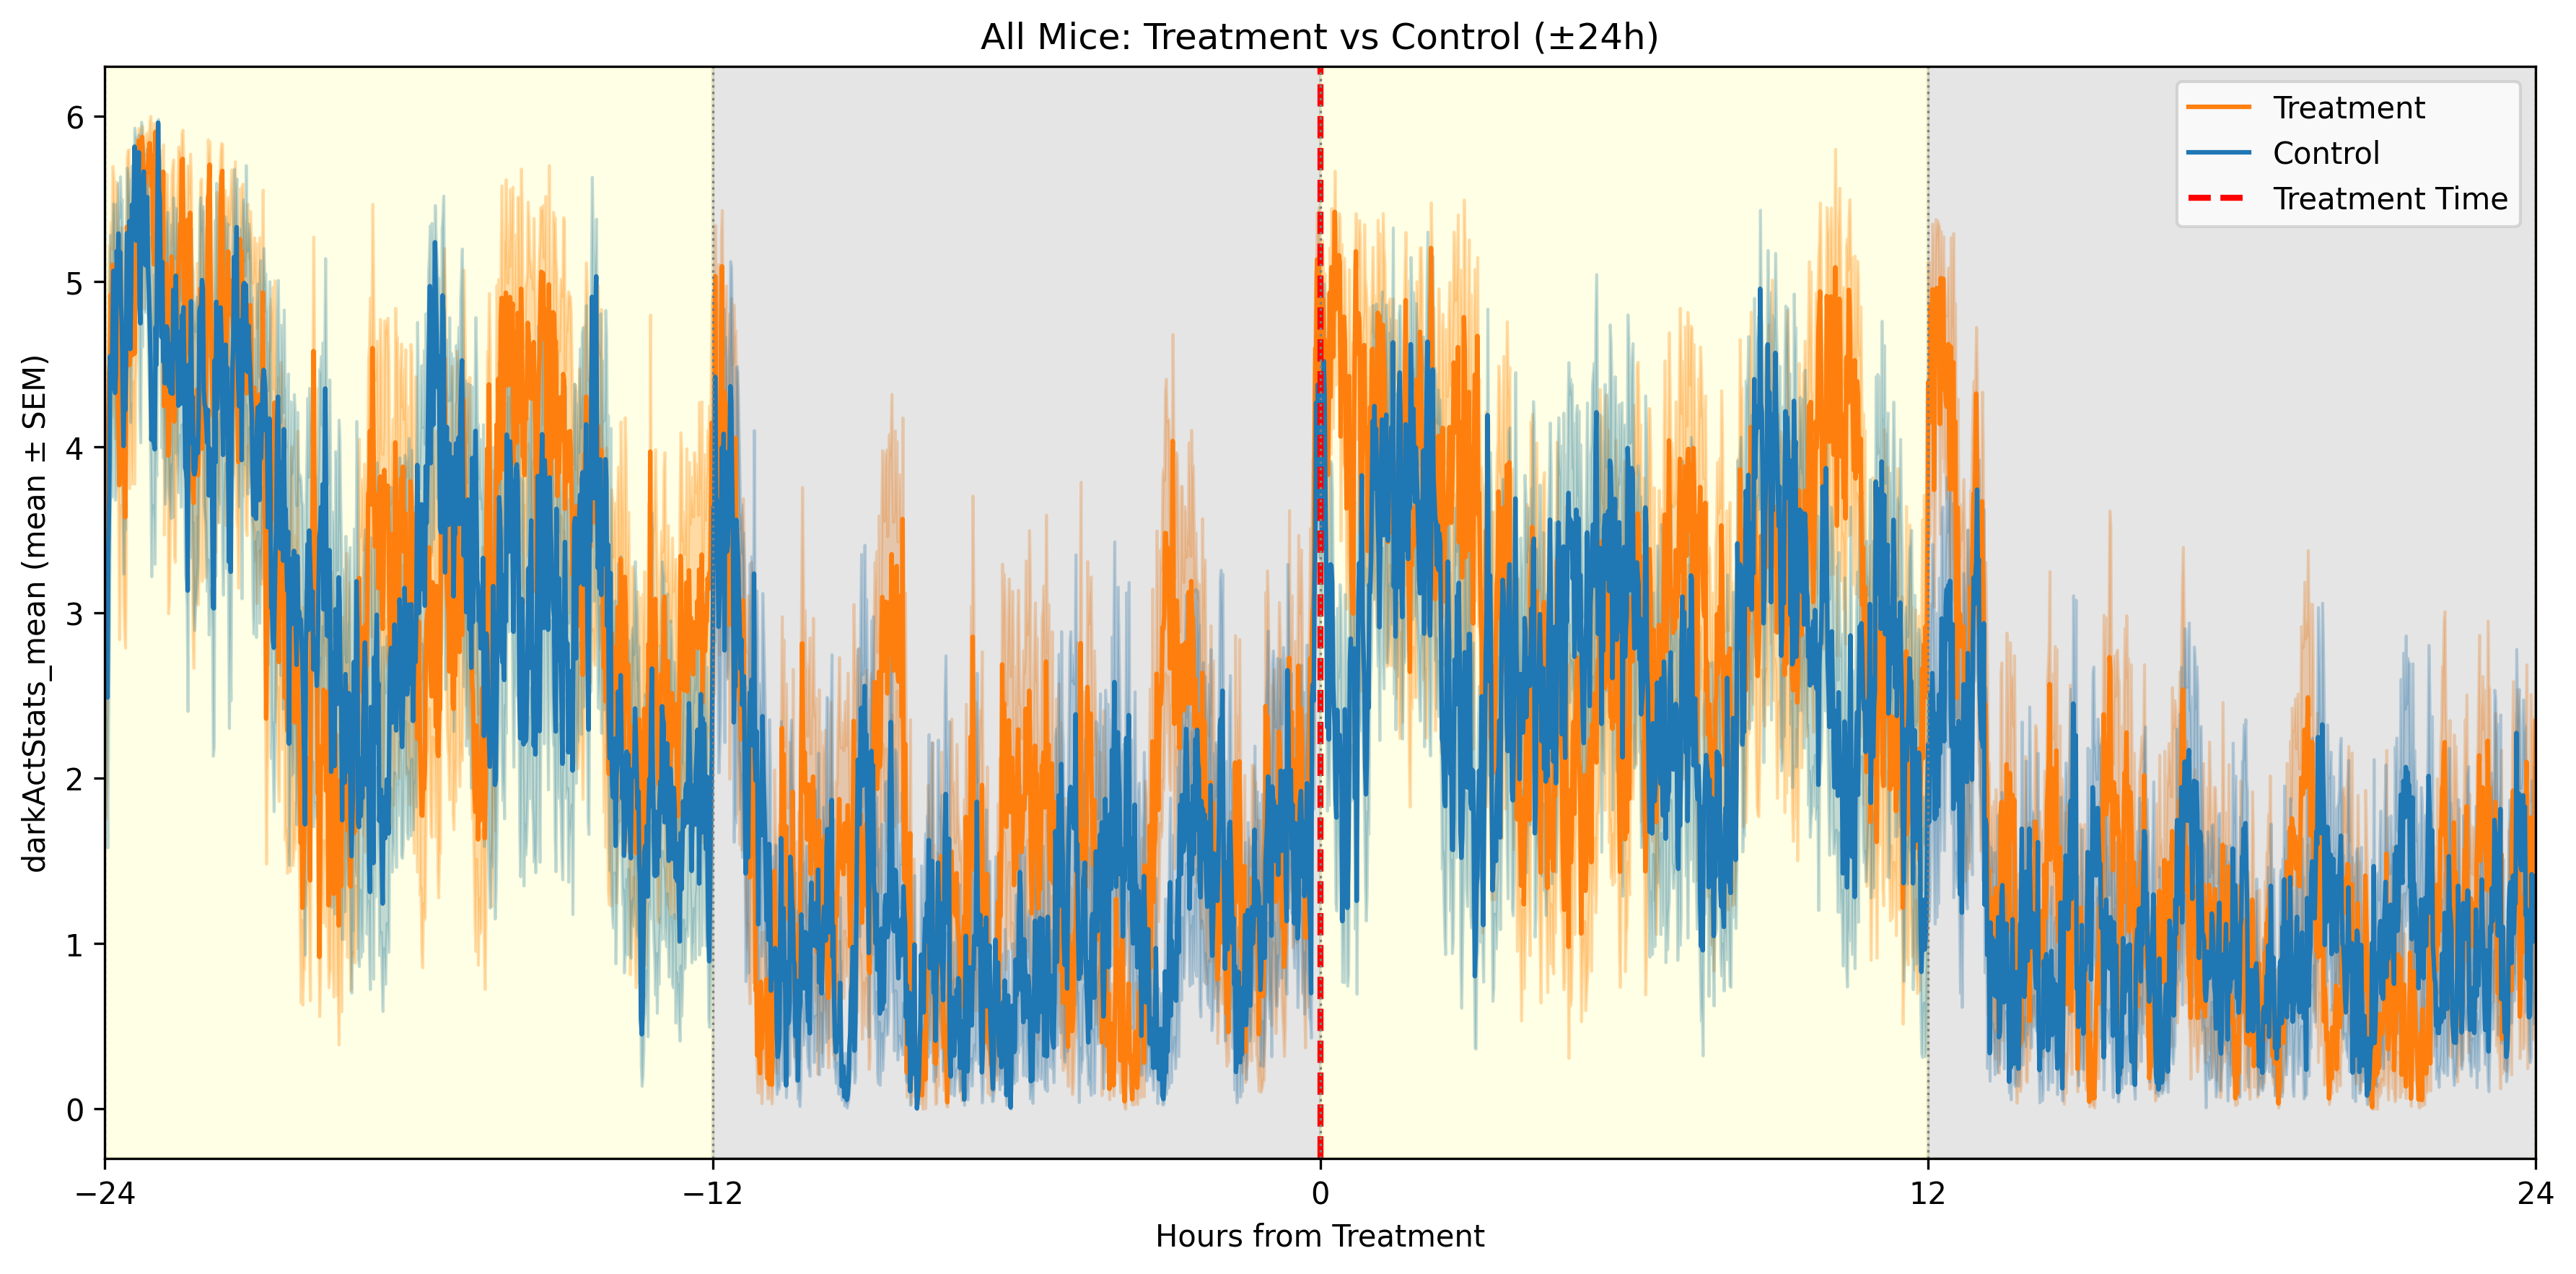 All Mice: Treatment vs Control (±24h)
Treatment
Control
Treatment Time
darkActStats_mean (mean ± SEM)
6
5
4
3
2
1
0
−24
−12
0
12
24
Hours from Treatment